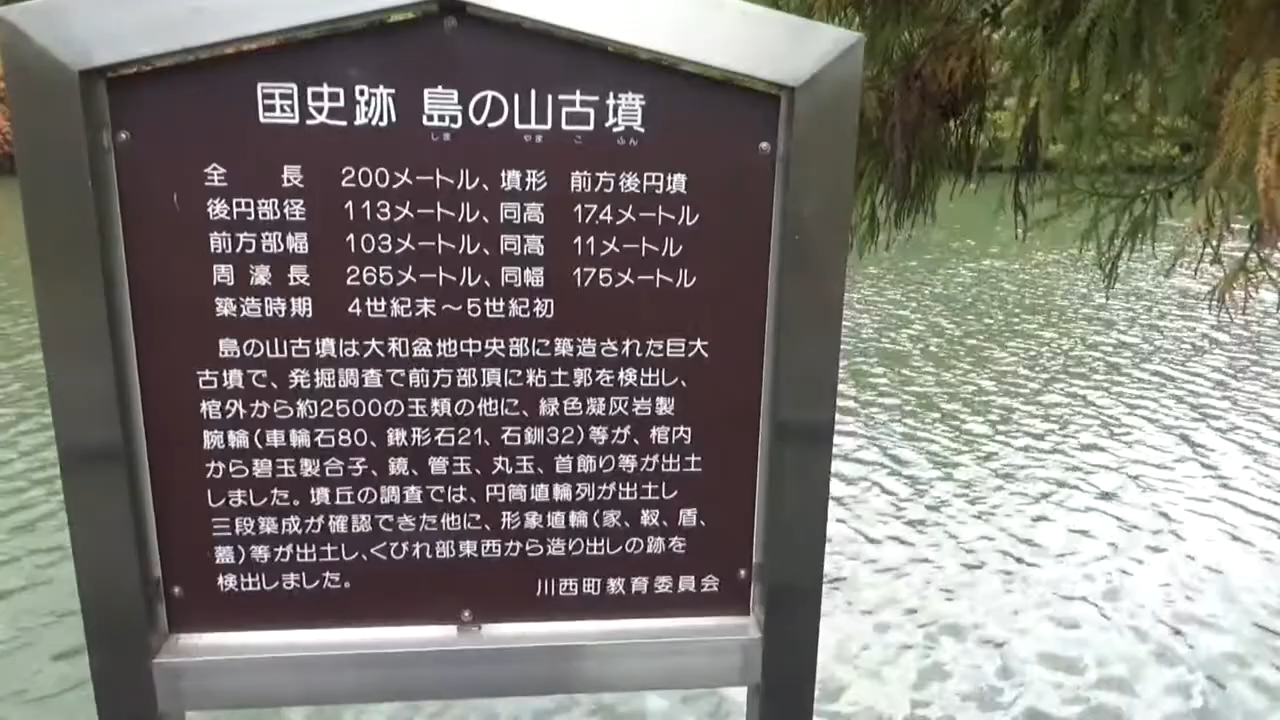 国史跡 島の山古墳
しま やま こ ふん
全長 200メートル、墳形 前方後円墳
後円部径 113メートル、同高 17.4メートル
前方部幅 103メートル、同高 11メートル
周濠長 265メートル、同幅 175メートル
築造時期 4世紀末～5世紀初
島の山古墳は大和盆地中央部に築造された巨大
古墳で、発掘調査で前方部頂に粘土郭を検出し、
棺外から約2500の玉類の他に、緑色凝灰岩製
腕輪(車輪石80、鍬形石21、石釧32)等が、棺内
から碧玉製合子、鏡、管玉、丸玉、首飾り等が出土
しました。墳丘の調査では、円筒埴輪列が出土し
三段築成が確認できた他に、形象埴輪(家、靫、盾、
蓋)等が出土し、くびれ部東西から造り出しの跡を
検出しました。
川西町教育委員会